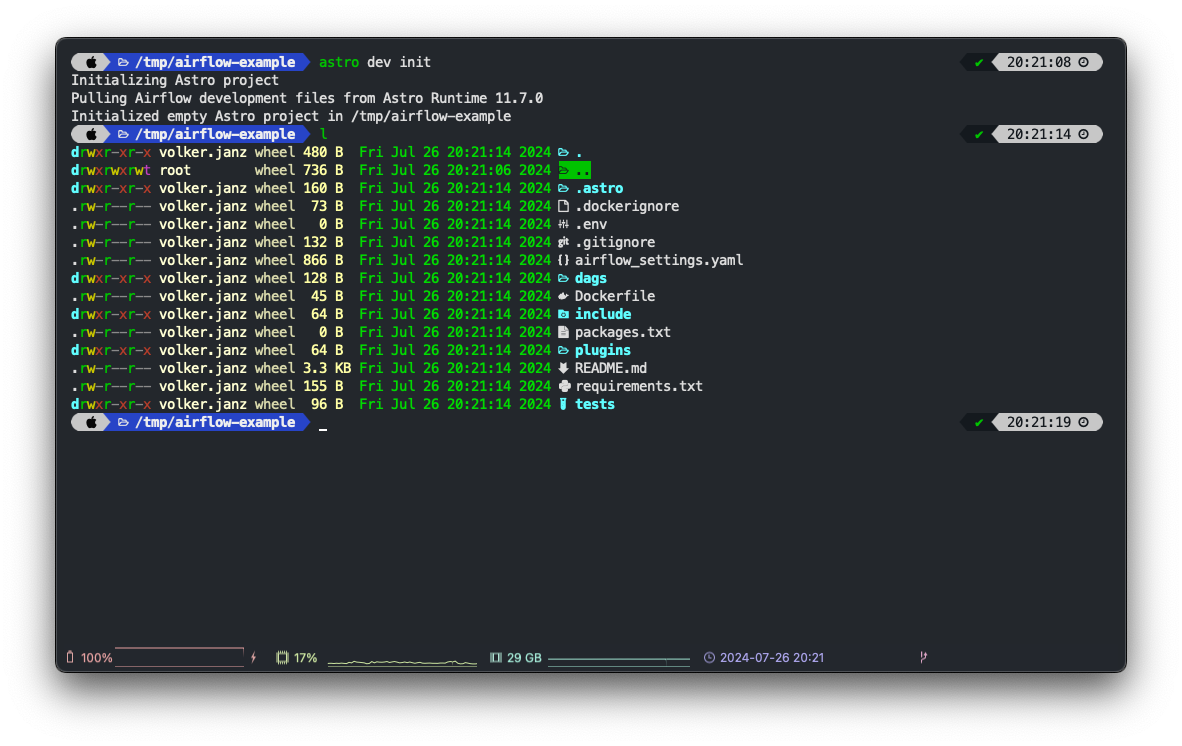 /tmp/airflow-example astro dev init 20:21:08
Initializing Astro project
Pulling Airflow development files from Astro Runtime 11.7.0
Initialized empty Astro project in /tmp/airflow-example
/tmp/airflow-example l 20:21:14
drwxr-xr-x volker.janz wheel 480 B Fri Jul 26 20:21:14 2024 .
drwxrwxrwt root wheel 736 B Fri Jul 26 20:21:06 2024 ..
drwxr-xr-x volker.janz wheel 160 B Fri Jul 26 20:21:14 2024 .astro
.rw-r--r-- volker.janz wheel 73 B Fri Jul 26 20:21:14 2024 .dockerignore
.rw-r--r-- volker.janz wheel 0 B Fri Jul 26 20:21:14 2024 .env
.rw-r--r-- volker.janz wheel 132 B Fri Jul 26 20:21:14 2024 git .gitignore
.rw-r--r-- volker.janz wheel 866 B Fri Jul 26 20:21:14 2024 {} airflow_settings.yaml
drwxr-xr-x volker.janz wheel 128 B Fri Jul 26 20:21:14 2024 dags
.rw-r--r-- volker.janz wheel 45 B Fri Jul 26 20:21:14 2024 Dockerfile
drwxr-xr-x volker.janz wheel 64 B Fri Jul 26 20:21:14 2024 include
.rw-r--r-- volker.janz wheel 0 B Fri Jul 26 20:21:14 2024 packages.txt
drwxr-xr-x volker.janz wheel 64 B Fri Jul 26 20:21:14 2024 plugins
.rw-r--r-- volker.janz wheel 3.3 KB Fri Jul 26 20:21:14 2024 README.md
.rw-r--r-- volker.janz wheel 155 B Fri Jul 26 20:21:14 2024 requirements.txt
drwxr-xr-x volker.janz wheel 96 B Fri Jul 26 20:21:14 2024 tests
/tmp/airflow-example _ 20:21:19
100% 17% 29 GB 2024-07-26 20:21